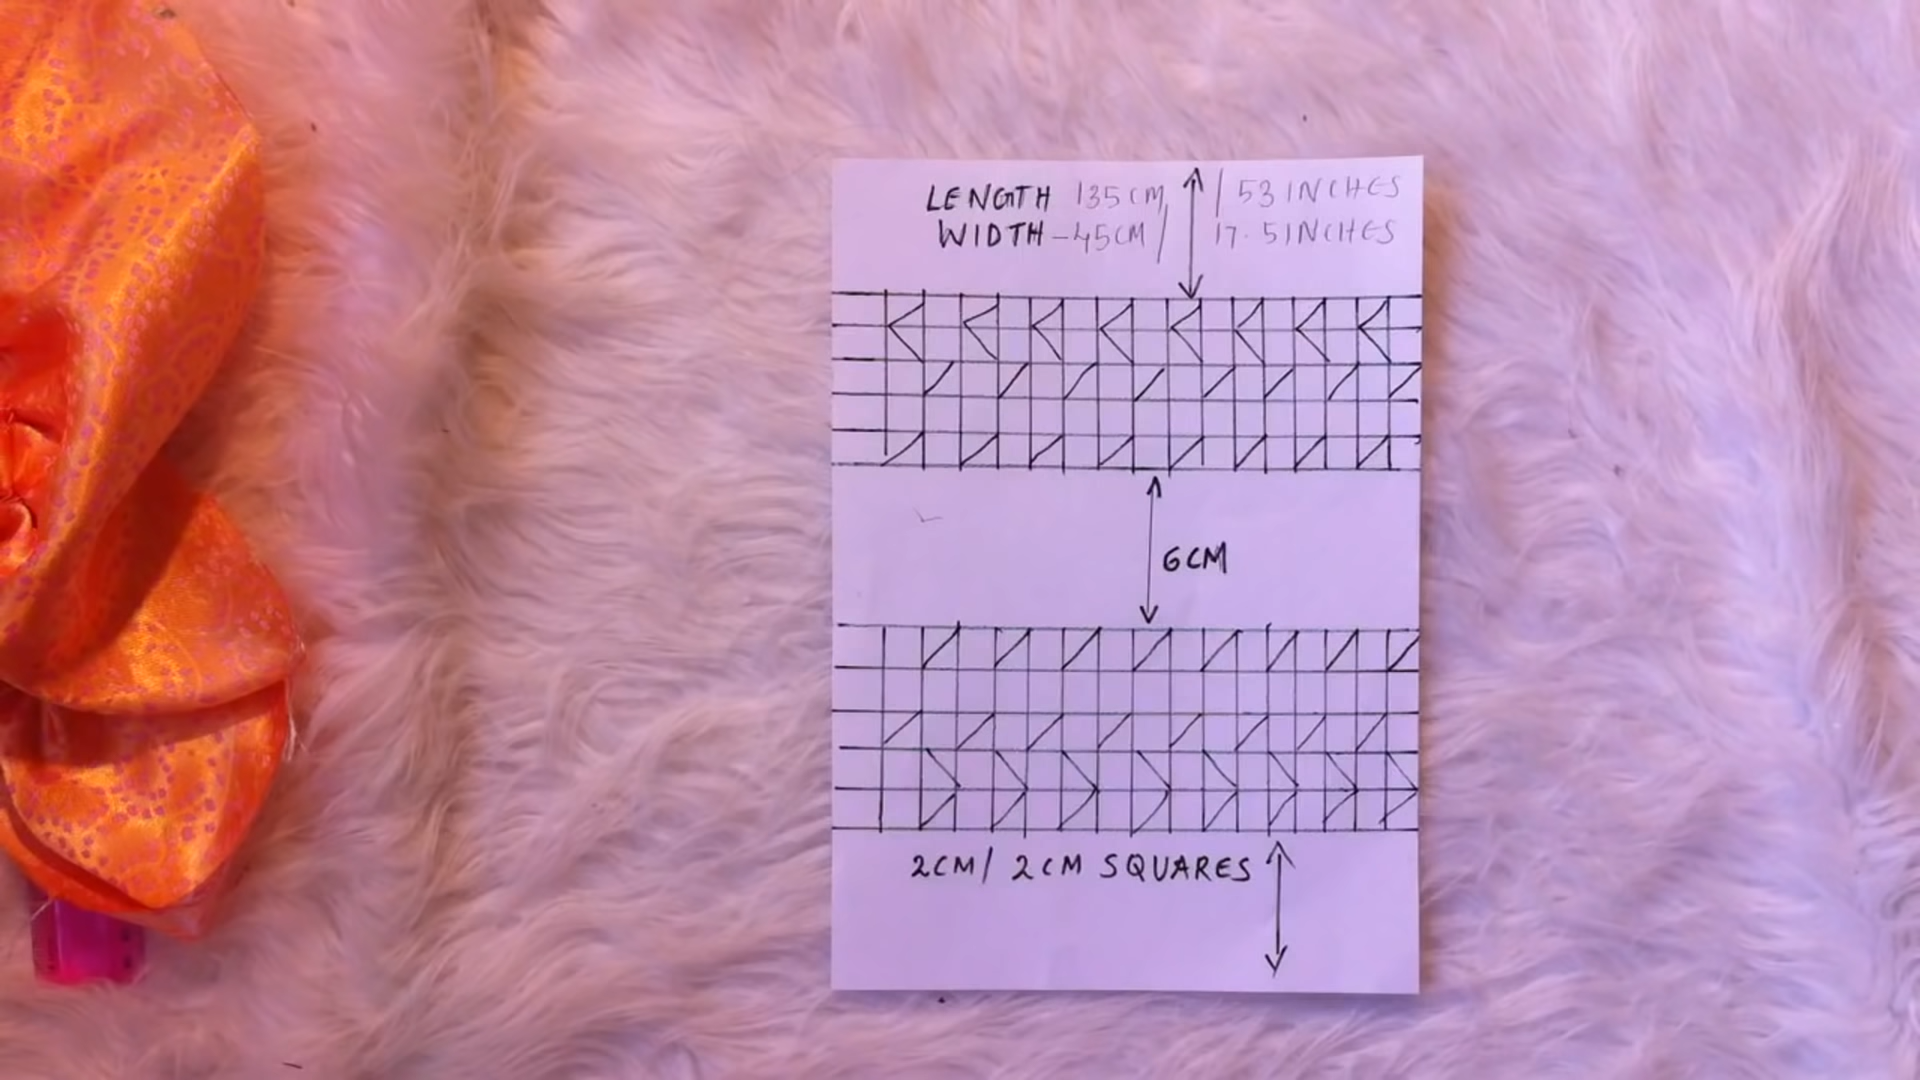 LENGTH 135CM / 53 INCHES
WIDTH - 45CM / 17.5 INCHES
6CM
2CM / 2CM SQUARES